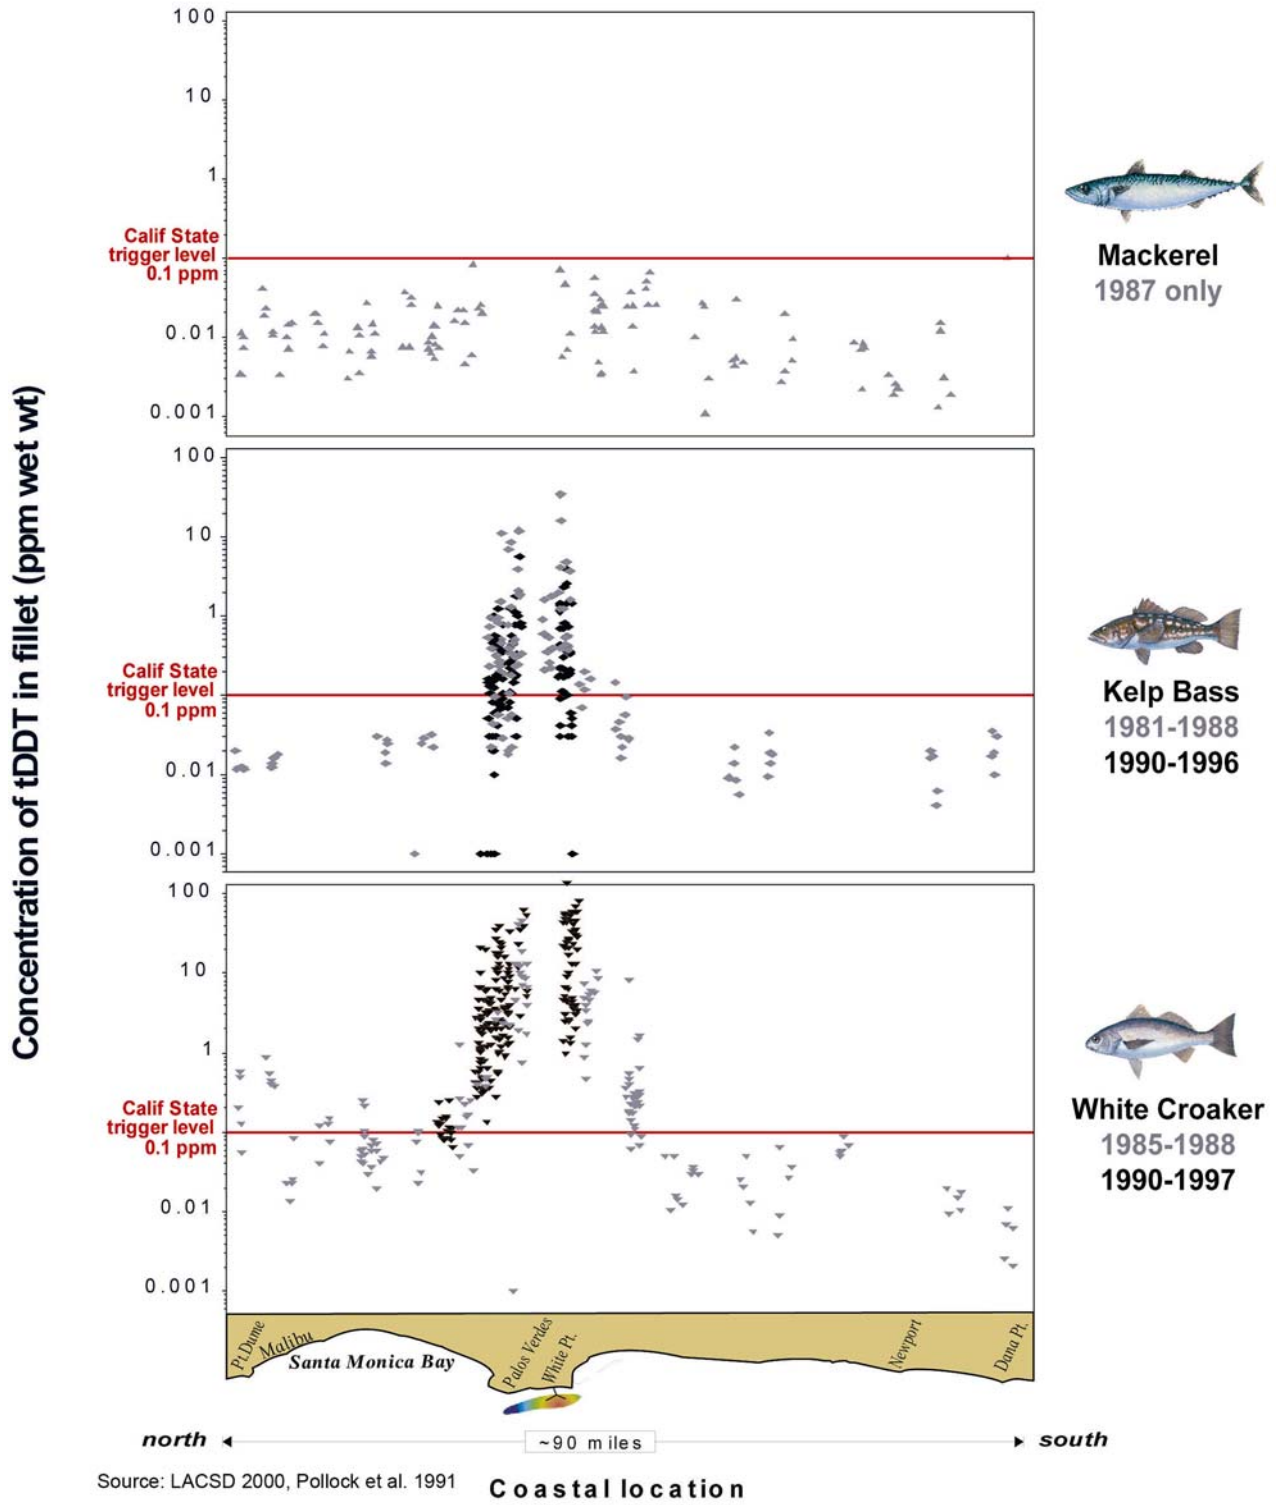 Concentration of tDDT in fillet (ppm wet wt)
100
10
1
Calif State
trigger level
0.1 ppm
0.01
0.001
Mackerel
1987 only
100
10
1
Calif State
trigger level
0.1 ppm
0.01
0.001
Kelp Bass
1981-1988
1990-1996
100
10
1
Calif State
trigger level
0.1 ppm
0.01
0.001
White Croaker
1985-1988
1990-1997
Pt.Dume
Malibu
Santa Monica Bay
Palos Verdes
White Pt.
Newport
Dana Pt.
north
~90 miles
south
Source: LACSD 2000, Pollock et al. 1991
Coastal location